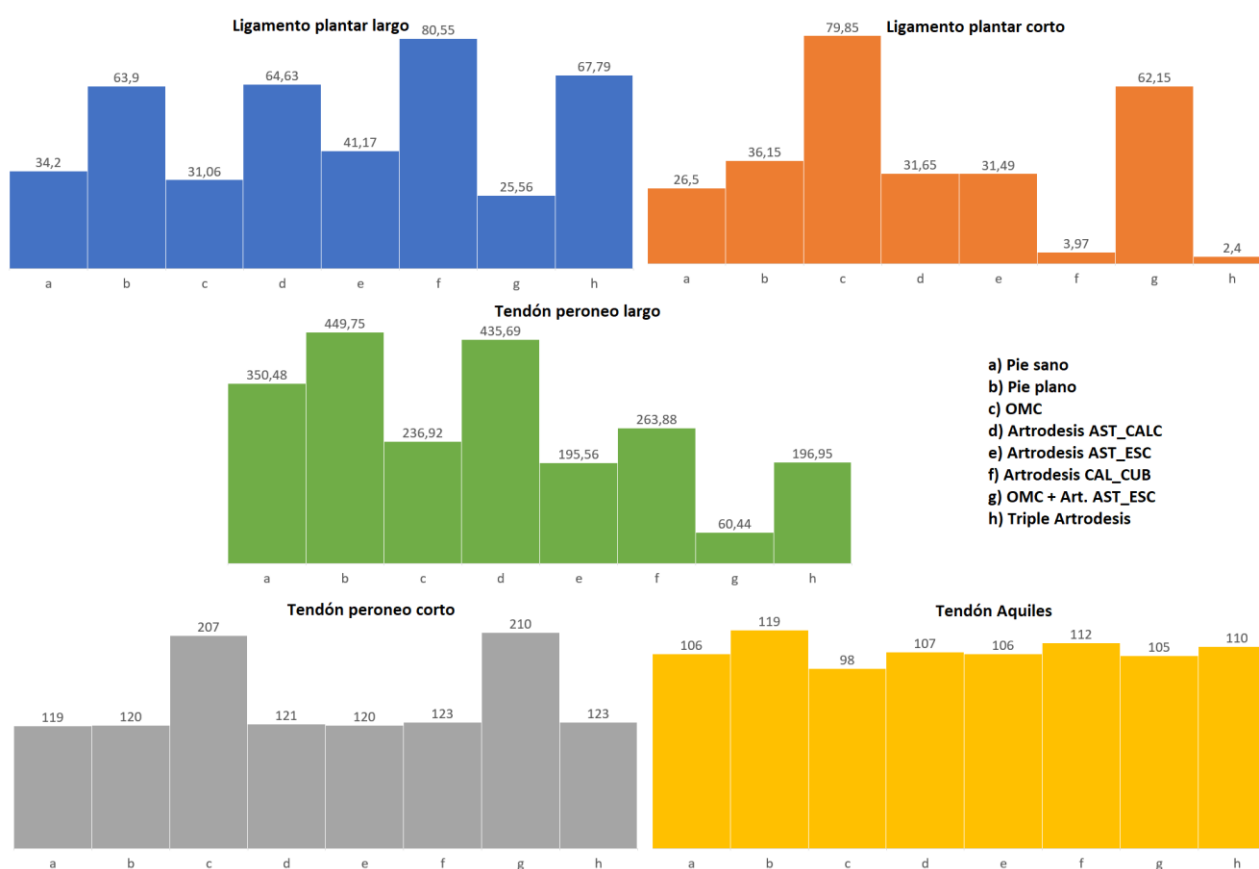 Ligamento plantar largo
80,55
67,79
63,9
64,63
41,17
34,2
31,06
25,56
a b c d e f g h
Ligamento plantar corto
79,85
62,15
36,15
31,65
31,49
26,5
3,97
2,4
a b c d e f g h
Tendón peroneo largo
449,75
435,69
350,48
263,88
236,92
195,56
196,95
60,44
a b c d e f g h
a) Pie sano
b) Pie plano
c) OMC
d) Artrodesis AST_CALC
e) Artrodesis AST_ESC
f) Artrodesis CAL_CUB
g) OMC + Art. AST_ESC
h) Triple Artrodesis
Tendón peroneo corto
207
210
119 120 121 120 123 123
a b c d e f g h
Tendón Aquiles
119
106 98 107 106 112 105 110
a b c d e f g h